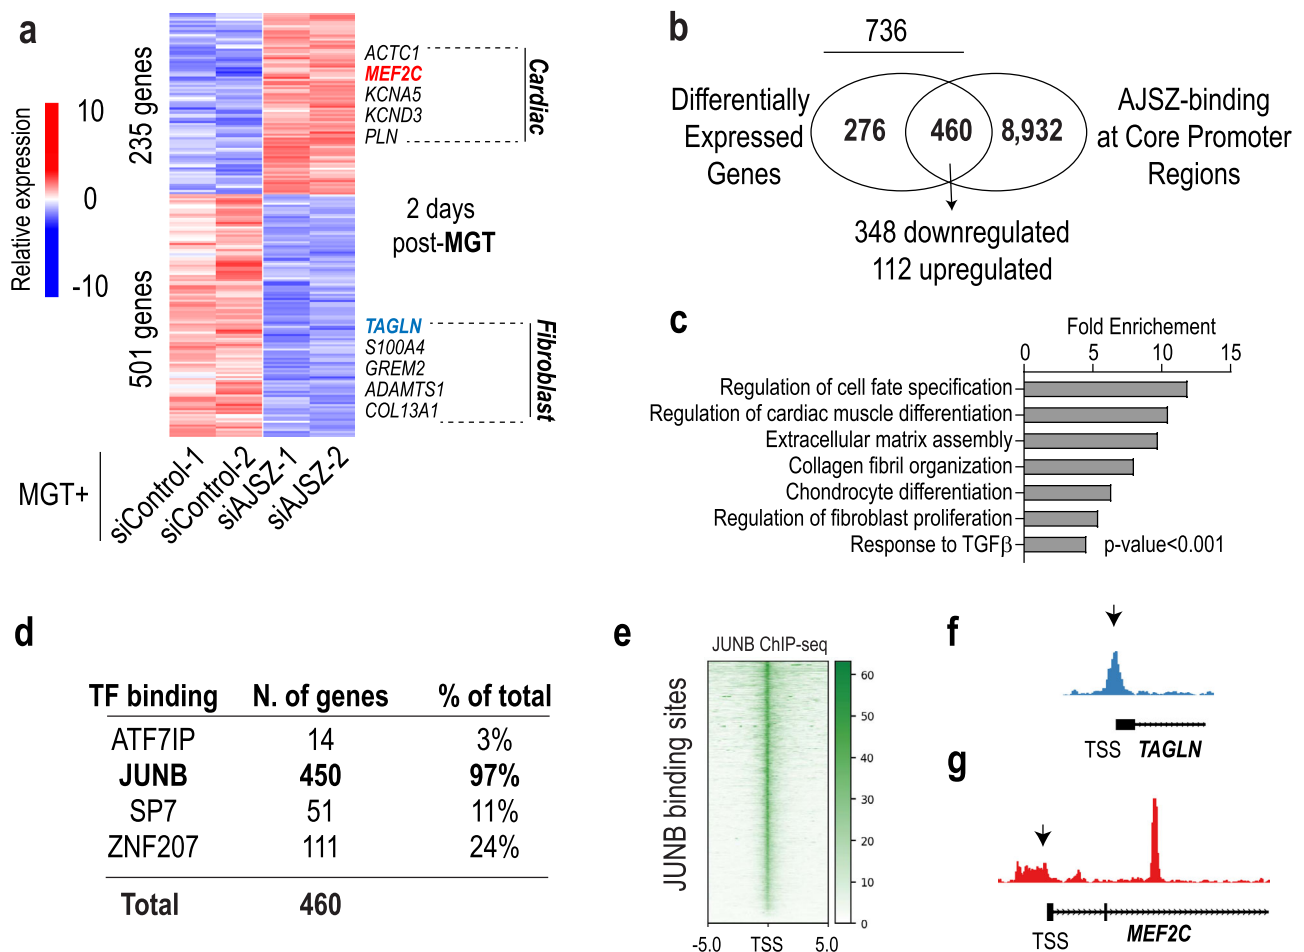 a
235 genes
501 genes
Relative expression
10
0
-10
ACTC1
MEF2C
KCNA5
KCND3
PLN
Cardiac
2 days
post-MGT
TAGLN
S100A4
GREM2
ADAMTS1
COL13A1
Fibroblast
MGT+
siControl-1
siControl-2
siAJSZ-1
siAJSZ-2
b
736
Differentially
Expressed
Genes
276
460
8,932
AJSZ-binding
at Core Promoter
Regions
348 downregulated
112 upregulated
c
Fold Enrichement
0 5 10 15
Regulation of cell fate specification
Regulation of cardiac muscle differentiation
Extracellular matrix assembly
Collagen fibril organization
Chondrocyte differentiation
Regulation of fibroblast proliferation
Response to TGFβ
p-value<0.001
d
TF binding N. of genes % of total
ATF7IP 14 3%
JUNB 450 97%
SP7 51 11%
ZNF207 111 24%
Total 460
e
JUNB ChIP-seq
JUNB binding sites
60
50
40
30
20
10
0
-5.0 TSS 5.0
f
TSS TAGLN
g
MEF2C
TSS